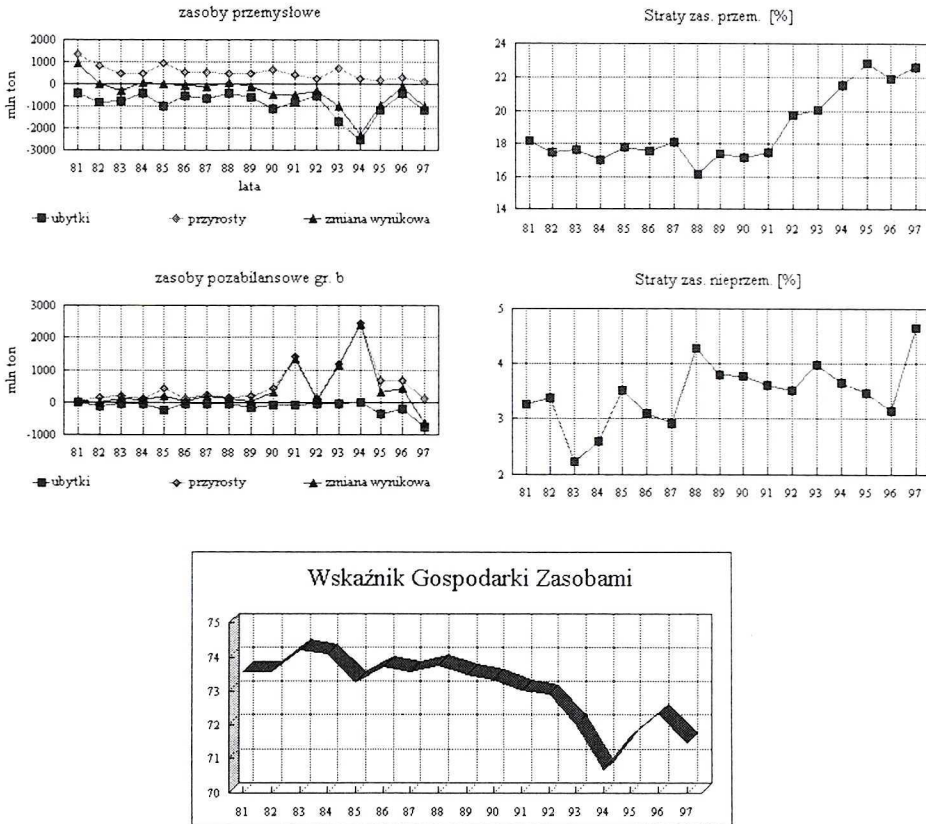 zasoby przemysłowe
mln ton
2000
1000
0
-1000
-2000
-3000
81 82 83 84 85 86 87 88 89 90 91 92 93 94 95 96 97
lata
ubytki przyrosty zmiana wynikowa
Straty zas. przem. [%]
24
22
20
18
16
14
81 82 83 84 85 86 87 88 89 90 91 92 93 94 95 96 97
zasoby pozabilansowe gr. b
mln ton
3000
2000
1000
0
-1000
81 82 83 84 85 86 87 88 89 90 91 92 93 94 95 96 97
ubytki przyrosty zmiana wynikowa
Straty zas. nieprzem. [%]
5
4
3
2
81 82 83 84 85 86 87 88 89 90 91 92 93 94 95 96 97
Wskaźnik Gospodarki Zasobami
75
74
73
72
71
70
81 82 83 84 85 86 87 88 89 90 91 92 93 94 95 96 97